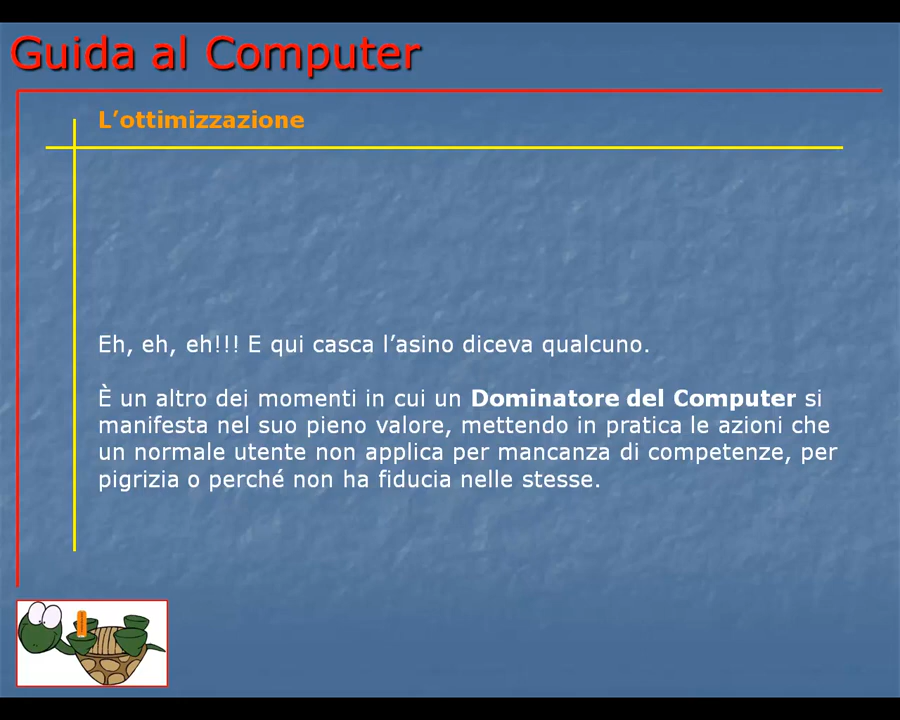 Guida al Computer
L’ottimizzazione
Eh, eh, eh!!! E qui casca l’asino diceva qualcuno.
È un altro dei momenti in cui un Dominatore del Computer si
manifesta nel suo pieno valore, mettendo in pratica le azioni che
un normale utente non applica per mancanza di competenze, per
pigrizia o perché non ha fiducia nelle stesse.